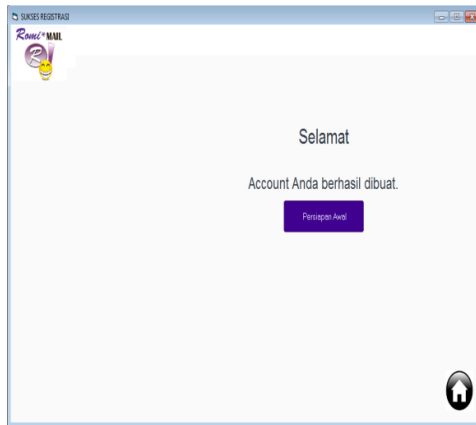 SUKSES REGISTRASI
Romi's MAIL
R!
Selamat
Account Anda berhasil dibuat.
Persiapan Awal